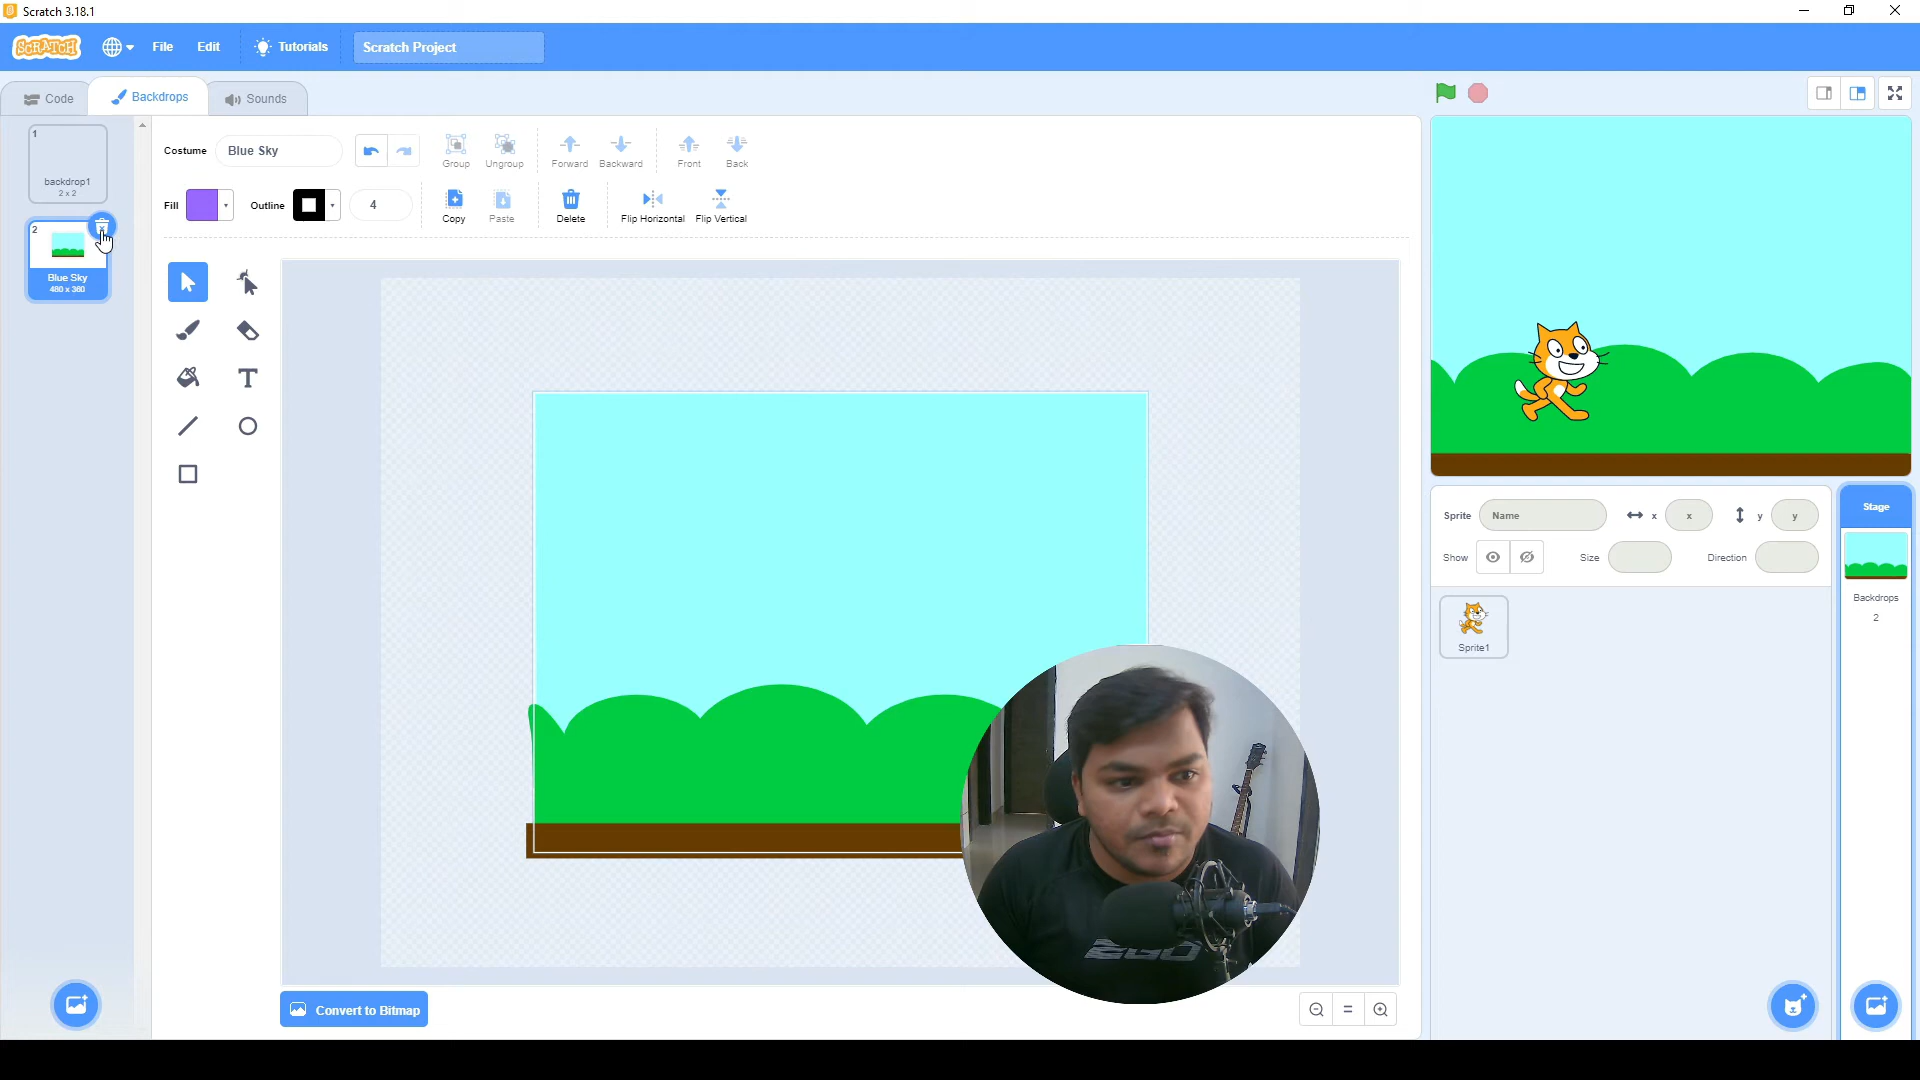 Scratch 3.18.1
SCRATCH File Edit Tutorials Scratch Project
Code Backdrops Sounds
1
backdrop1
2 x 2
2
Blue Sky
480 x 360
Costume Blue Sky Group Ungroup Forward Backward Front Back
Fill Outline 4 Copy Paste Delete Flip Horizontal Flip Vertical
T
Convert to Bitmap
Sprite Name x x y y
Show Size Direction
Sprite1
Stage
Backdrops
2